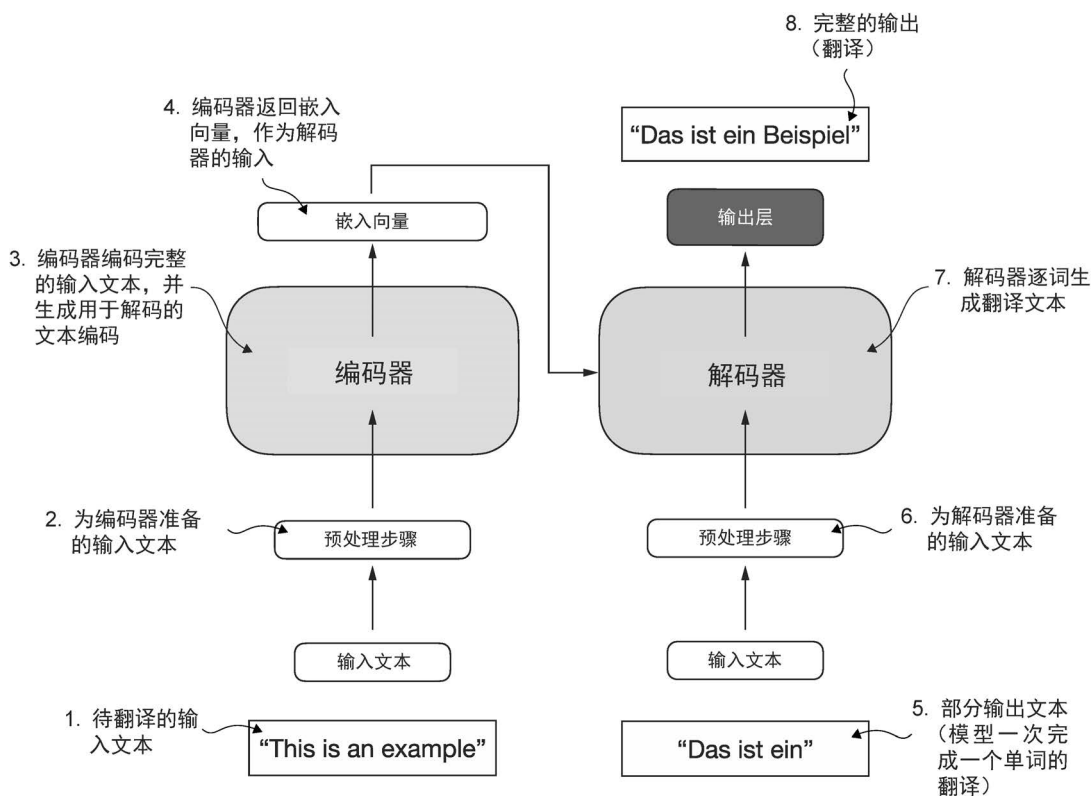 8. 完整的输出
（翻译）
“Das ist ein Beispiel”
4. 编码器返回嵌入
向量，作为解码
器的输入
嵌入向量
输出层
3. 编码器编码完整
的输入文本，并
生成用于解码的
文本编码
编码器
解码器
7. 解码器逐词生
成翻译文本
2. 为编码器准备
的输入文本
预处理步骤
预处理步骤
6. 为解码器准备
的输入文本
输入文本
输入文本
1. 待翻译的输
入文本
“This is an example”
“Das ist ein”
5. 部分输出文本
（模型一次完
成一个单词的
翻译）